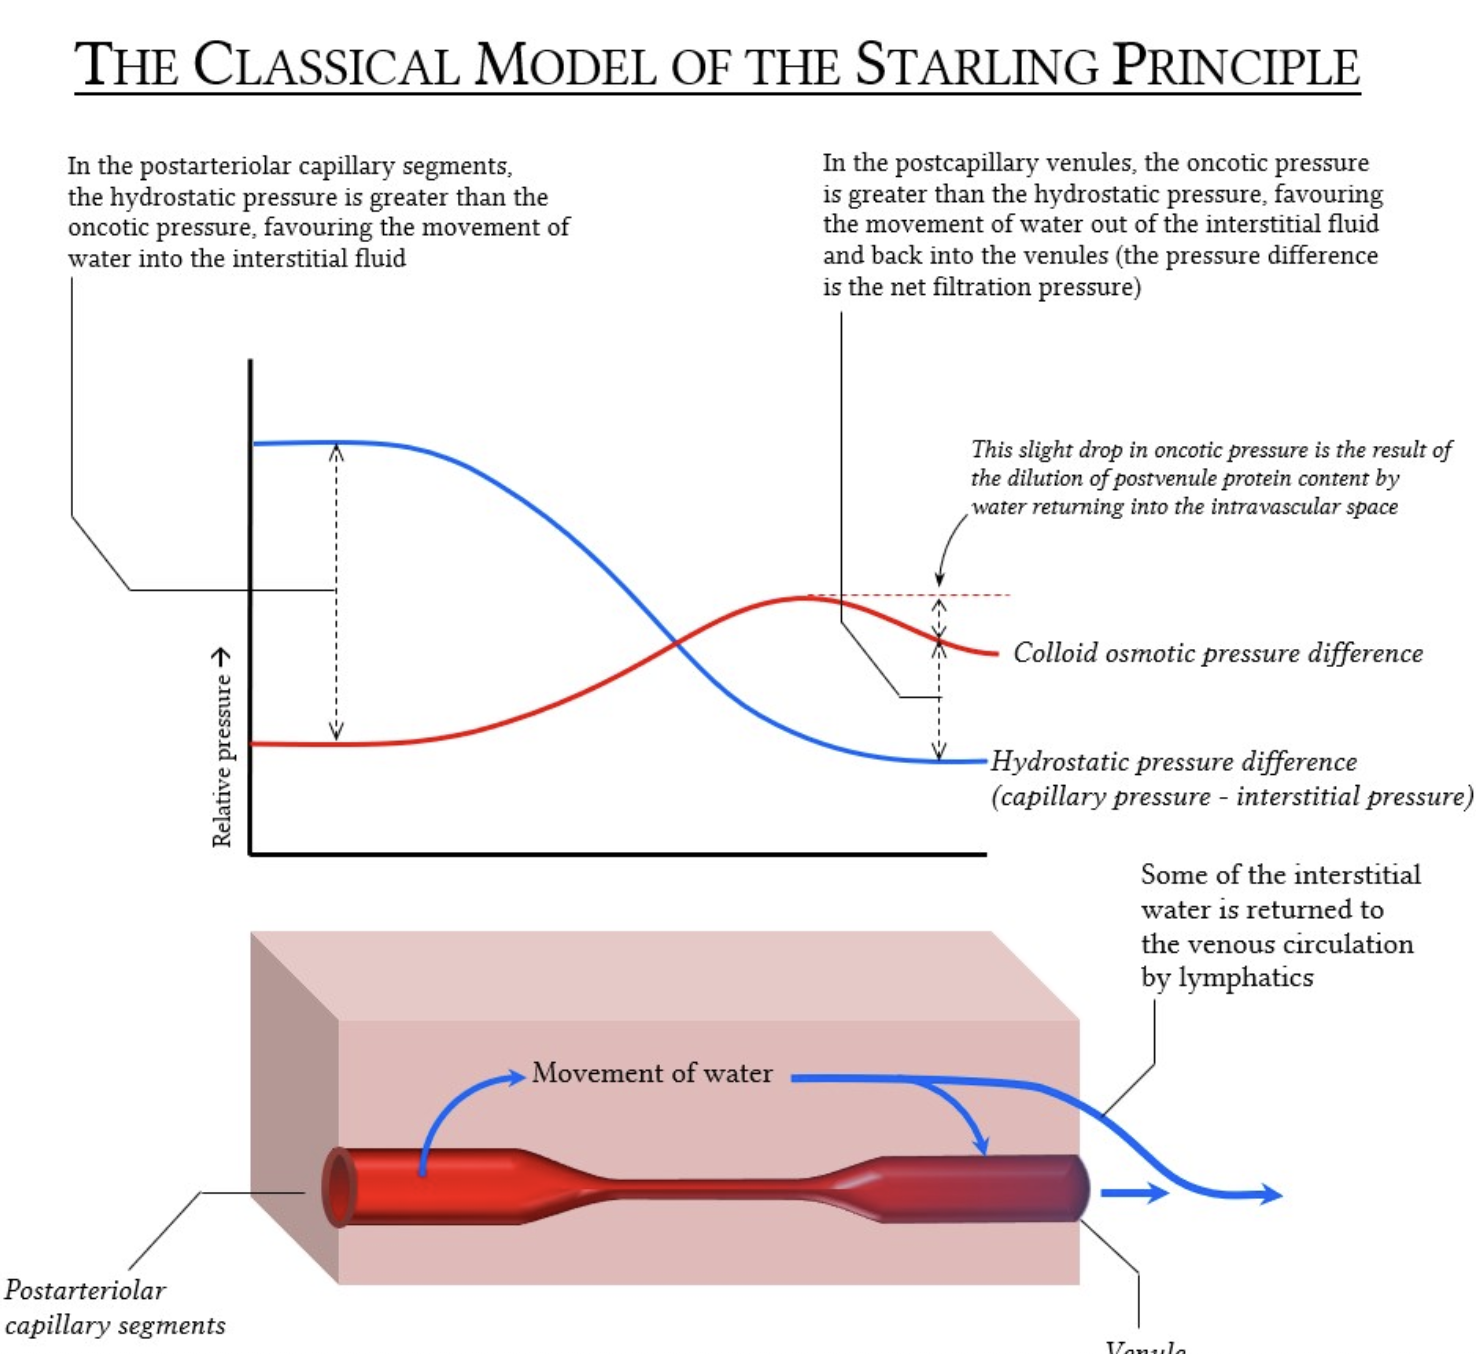 THE CLASSICAL MODEL OF THE STARLING PRINCIPLE
In the postarteriolar capillary segments,
the hydrostatic pressure is greater than the
oncotic pressure, favouring the movement of
water into the interstitial fluid
In the postcapillary venules, the oncotic pressure
is greater than the hydrostatic pressure, favouring
the movement of water out of the interstitial fluid
and back into the venules (the pressure difference
is the net filtration pressure)
This slight drop in oncotic pressure is the result of
the dilution of postvenule protein content by
water returning into the intravascular space
Relative pressure →
Colloid osmotic pressure difference
Hydrostatic pressure difference
(capillary pressure - interstitial pressure)
Some of the interstitial
water is returned to
the venous circulation
by lymphatics
Movement of water
Postarteriolar
capillary segments
Venule